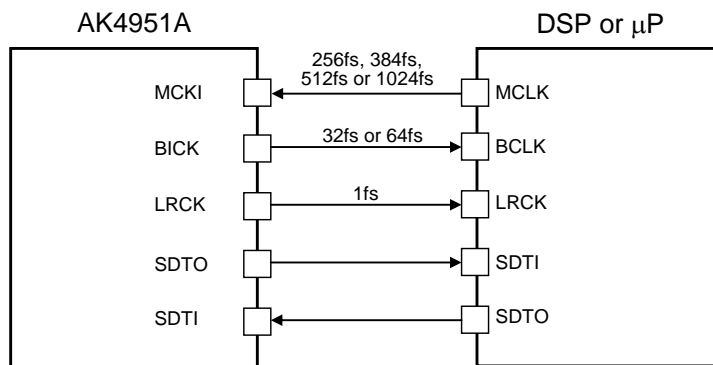 AK4951A
DSP or μP
256fs, 384fs,
512fs or 1024fs
MCKI
MCLK
32fs or 64fs
BICK
BCLK
1fs
LRCK
LRCK
SDTO
SDTI
SDTI
SDTO